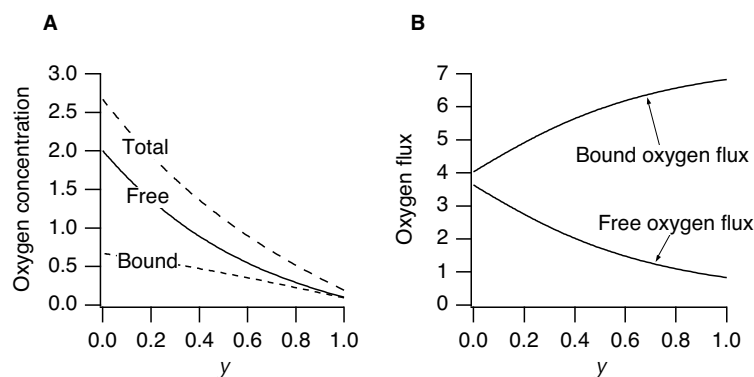 A
Oxygen concentration
3.0
2.5
2.0
1.5
1.0
0.5
0.0
Total
Free
Bound
0.0 0.2 0.4 0.6 0.8 1.0
y
B
Oxygen flux
7
6
5
4
3
2
1
0
Bound oxygen flux
Free oxygen flux
0.0 0.2 0.4 0.6 0.8 1.0
y